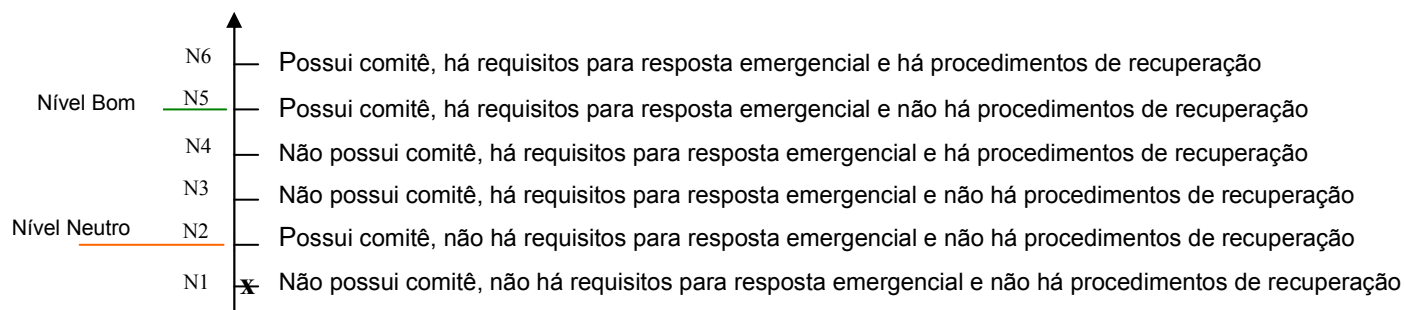 N6 Possui comitê, há requisitos para resposta emergencial e há procedimentos de recuperação
Nível Bom N5 Possui comitê, há requisitos para resposta emergencial e não há procedimentos de recuperação
N4 Não possui comitê, há requisitos para resposta emergencial e há procedimentos de recuperação
N3 Não possui comitê, há requisitos para resposta emergencial e não há procedimentos de recuperação
Nível Neutro N2 Possui comitê, não há requisitos para resposta emergencial e não há procedimentos de recuperação
N1 x Não possui comitê, não há requisitos para resposta emergencial e não há procedimentos de recuperação